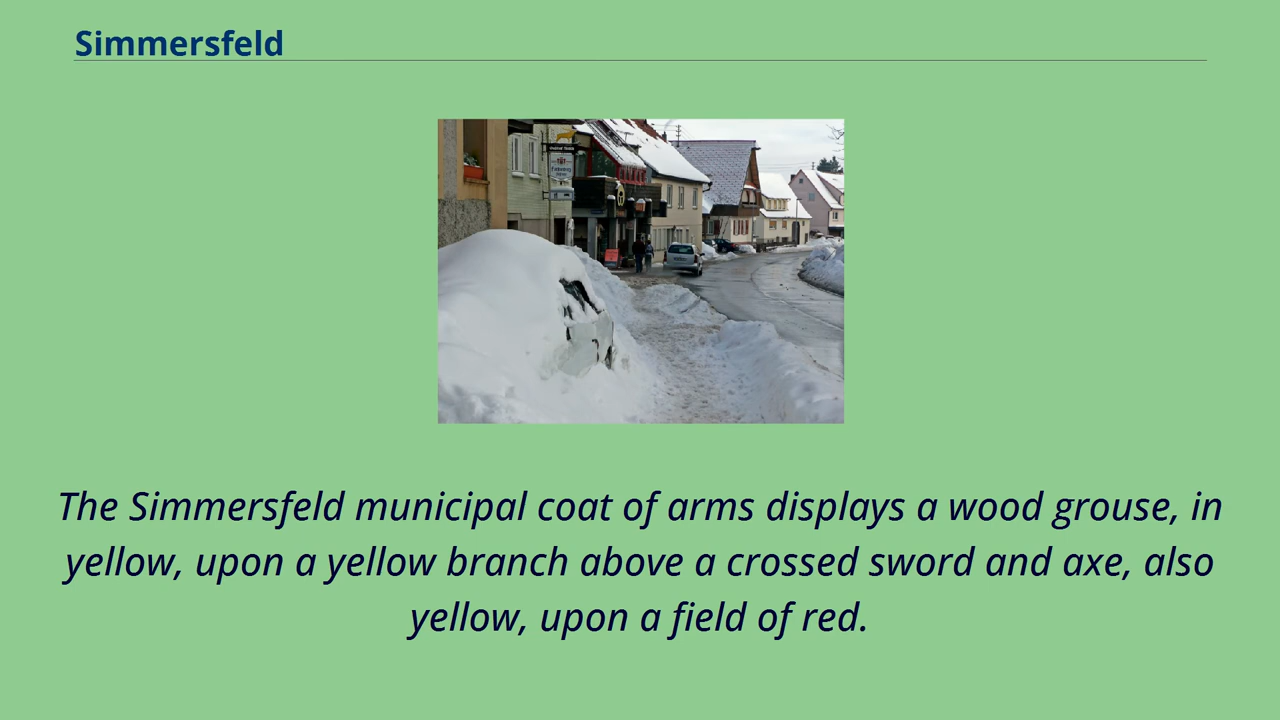 Simmersfeld
The Simmersfeld municipal coat of arms displays a wood grouse, in
yellow, upon a yellow branch above a crossed sword and axe, also
yellow, upon a field of red.